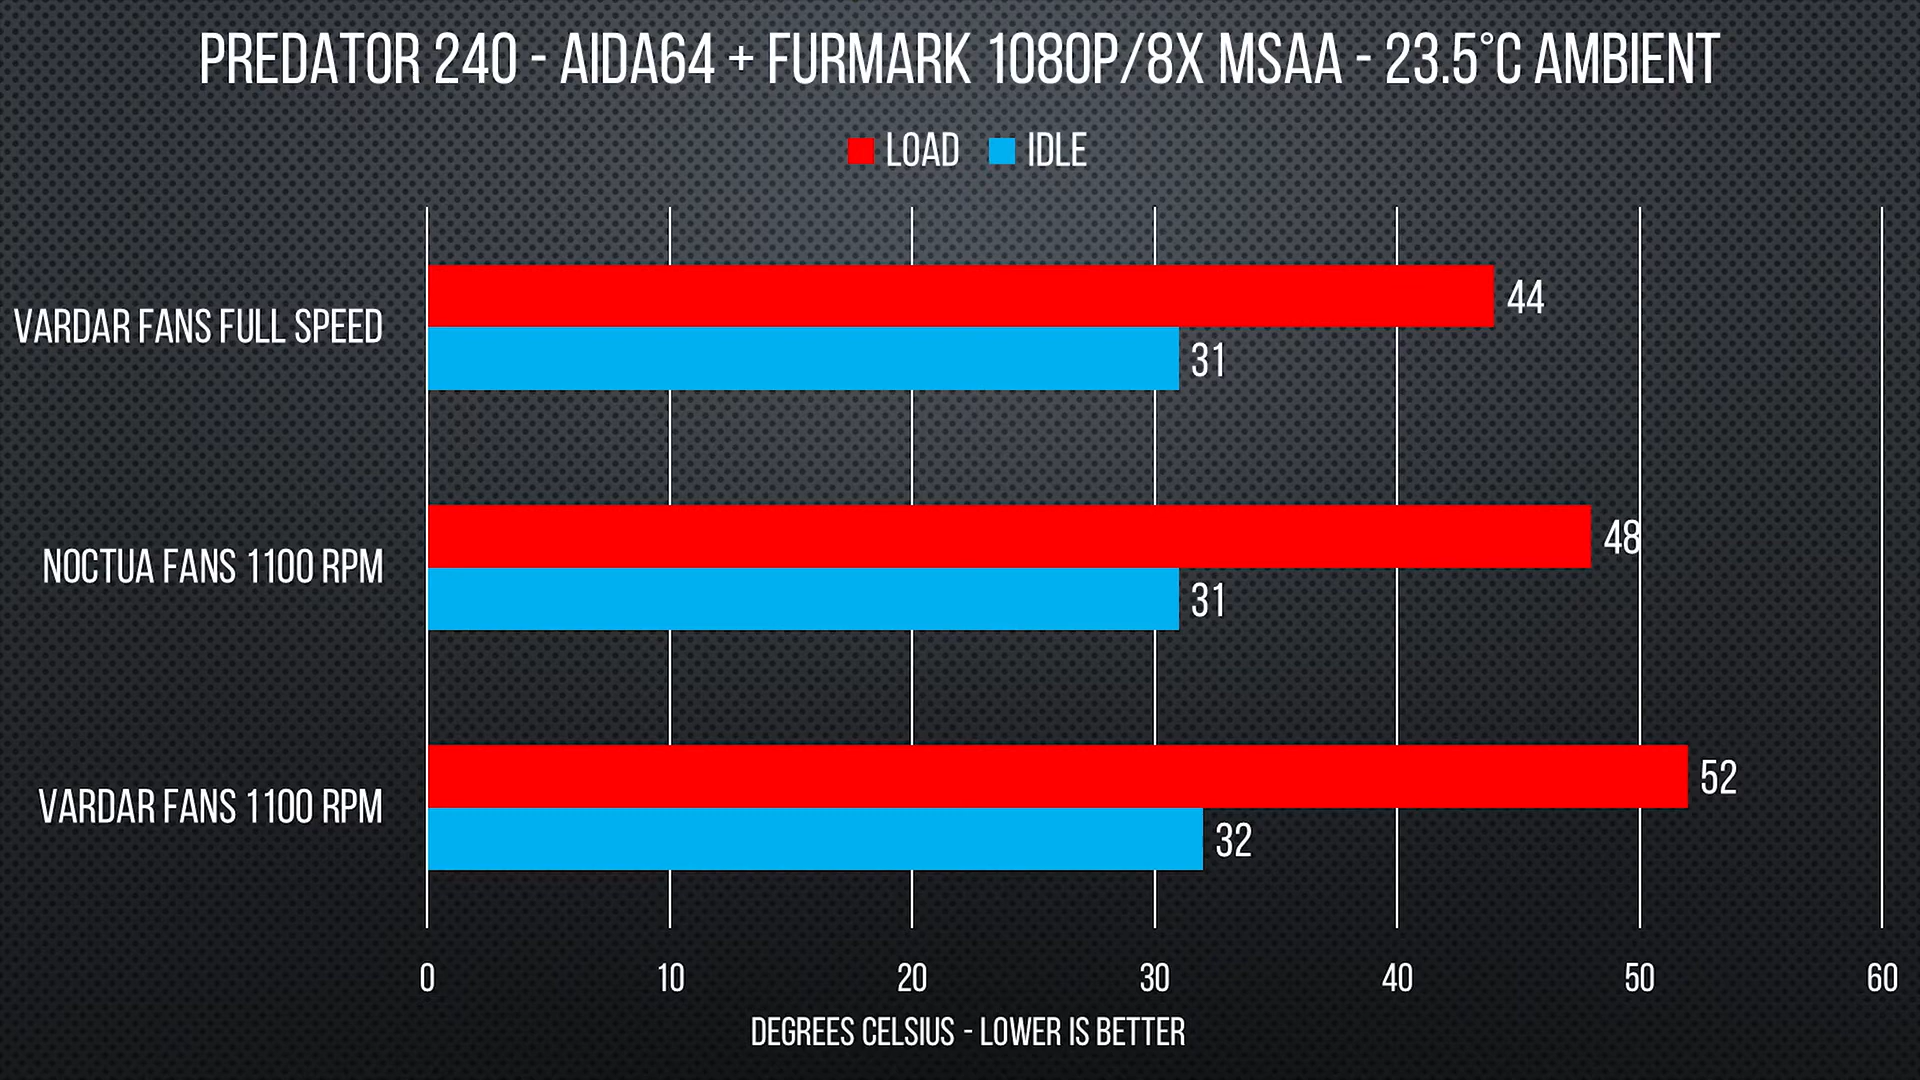 PREDATOR 240 - AIDA64 + FURMARK 1080P/8X MSAA - 23.5°C AMBIENT
LOAD IDLE
VARDAR FANS FULL SPEED
44
31
NOCTUA FANS 1100 RPM
48
31
VARDAR FANS 1100 RPM
52
32
0 10 20 30 40 50 60
DEGREES CELSIUS - LOWER IS BETTER